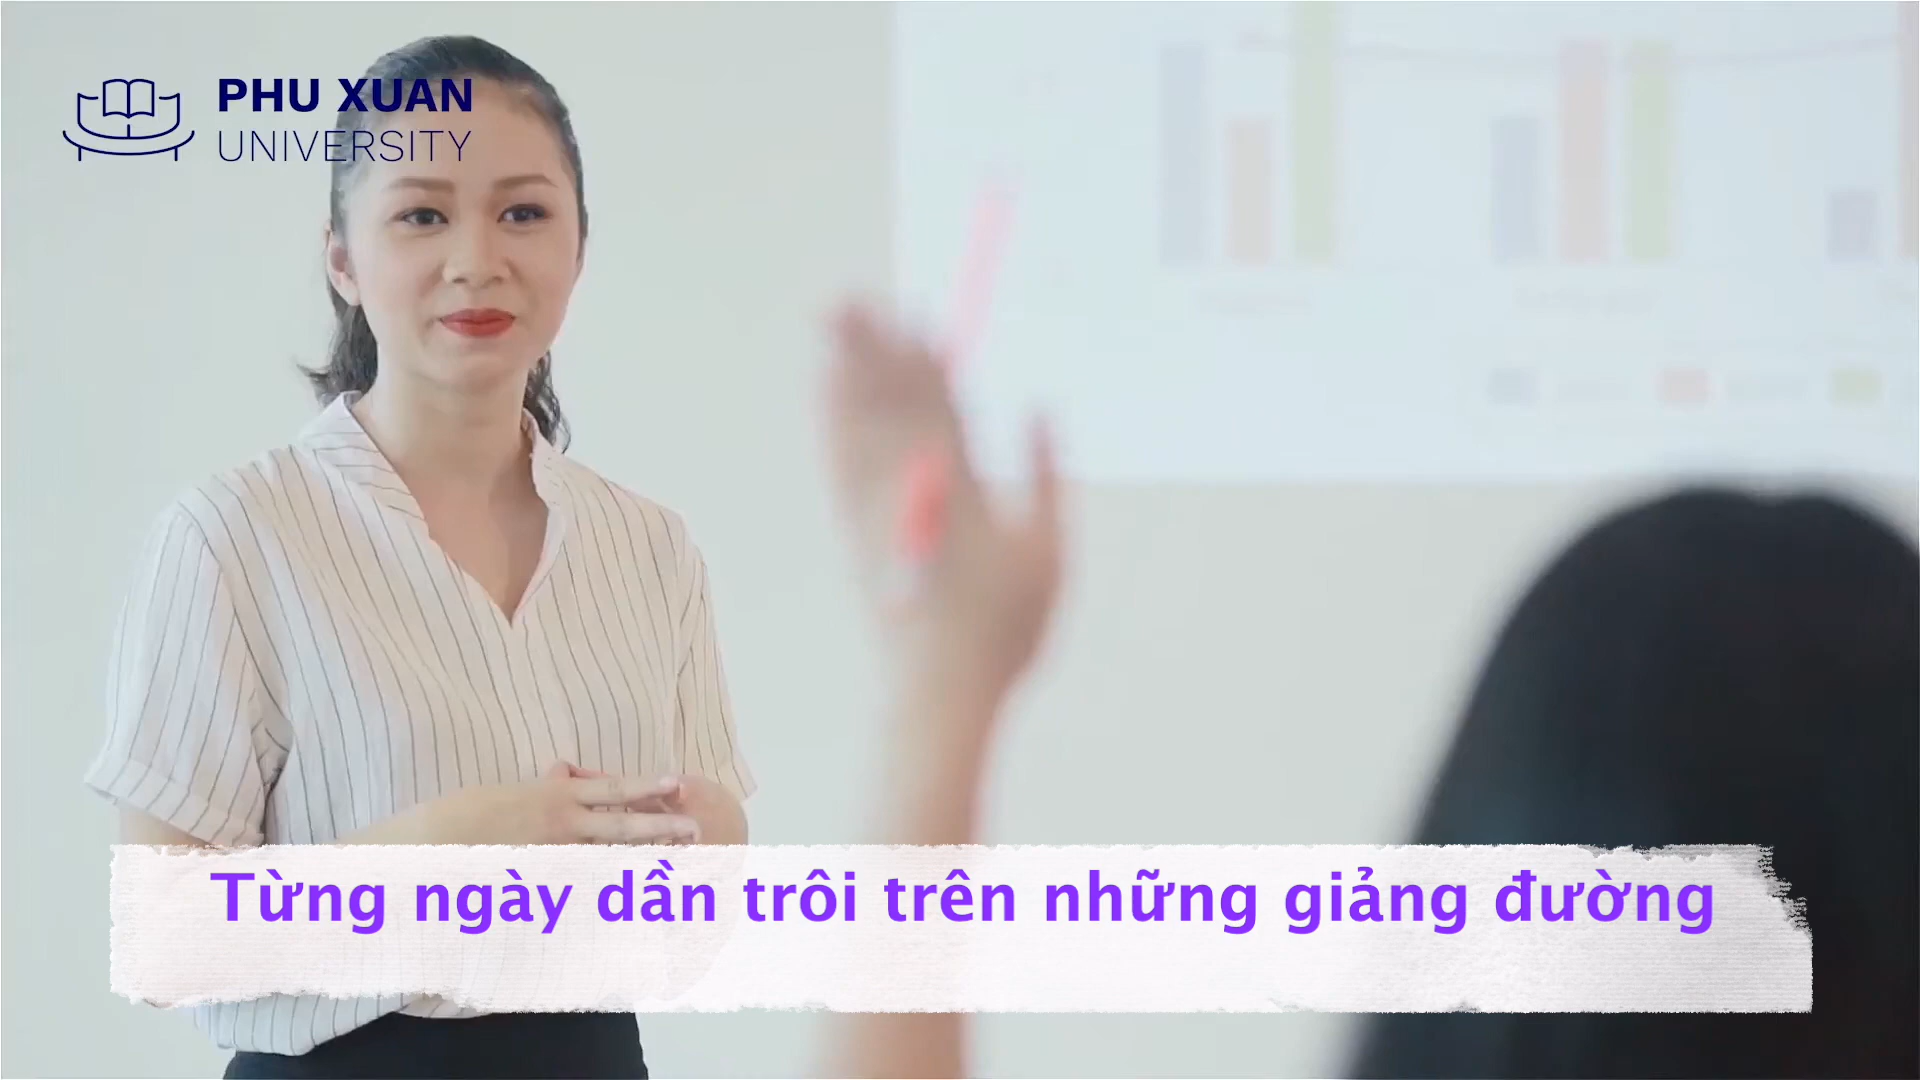 PHU XUAN
UNIVERSITY
Từng ngày dần trôi trên những giảng đường